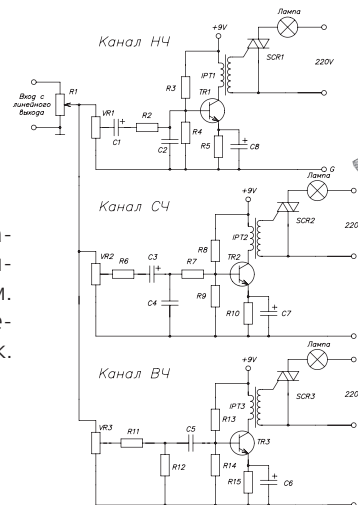 Канал НЧ
+9V
Лампа
SCR1
220V
IPT1
R3
TR1
Вход с
линейного
выхода
R1
VR1
C1
+
R2
C2
R4
R5
+
C8
G
Канал СЧ
+9V
Лампа
SCR2
220
IPT2
R8
TR2
VR2
R6
C3
+
R7
C4
R9
R10
+
C7
Канал ВЧ
+9V
Лампа
SCR3
220
IPT3
R13
TR3
VR3
R11
C5
R12
R14
R15
+
C6
а-
а-
м.
е-
к.